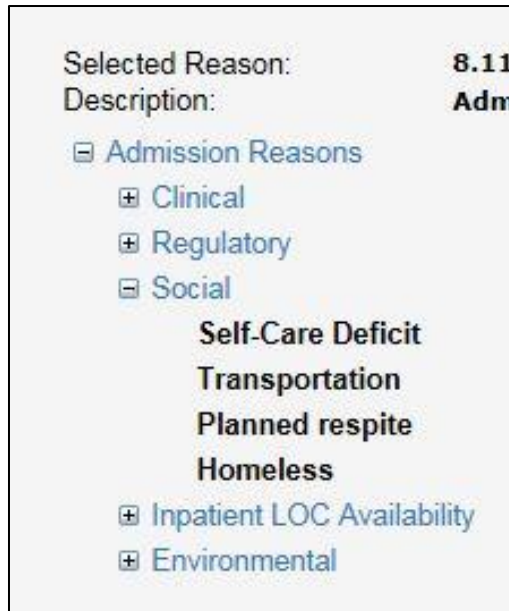 Selected Reason: 8.11
Description:
Admission Reasons
Clinical
Regulatory
Social
Self-Care Deficit
Transportation
Planned respite
Homeless
Inpatient LOC Availability
Environmental